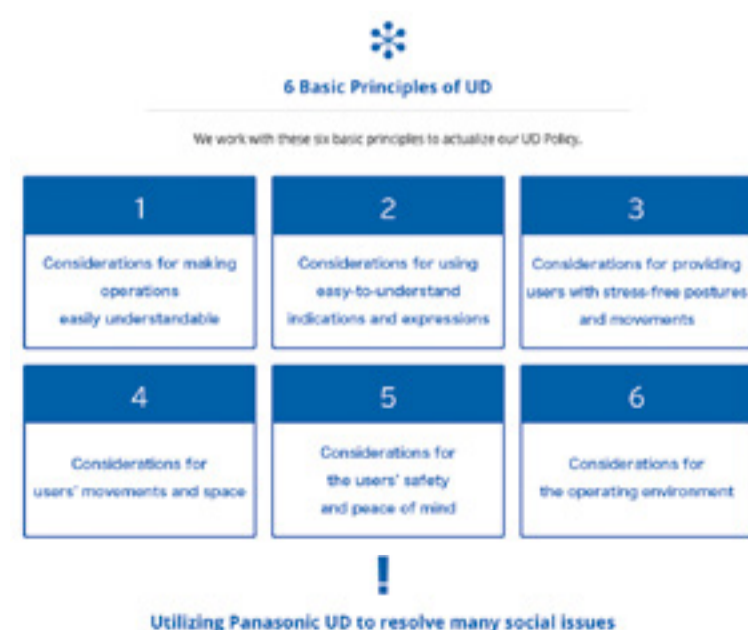 6 Basic Principles of UD
We work with these six basic principles to actualize our UD Policy.
1
Considerations for making
operations
easily understandable
2
Considerations for using
easy-to-understand
indications and expressions
3
Considerations for providing
users with stress-free postures
and movements
4
Considerations for
users' movements and space
5
Considerations for
the users' safety
and peace of mind
6
Considerations for
the operating environment
!
Utilizing Panasonic UD to resolve many social issues